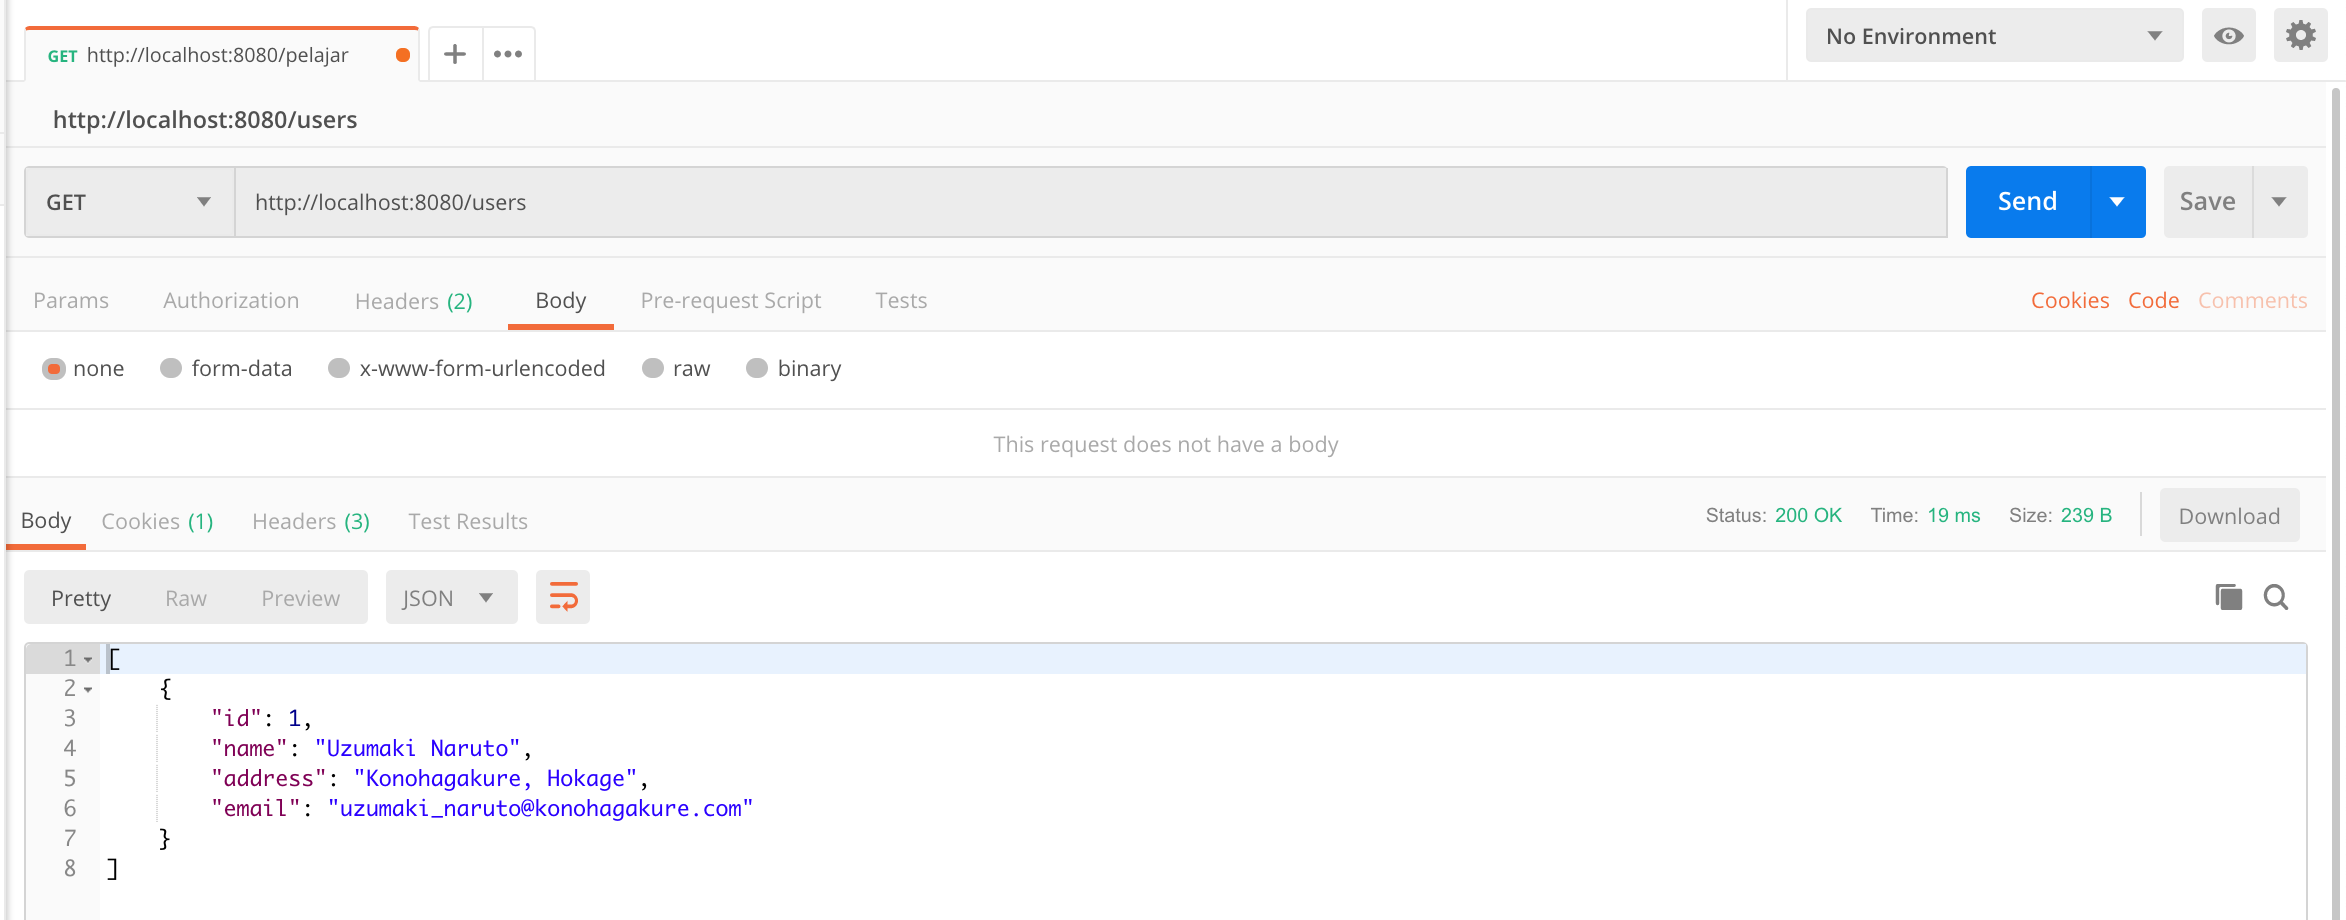 GET http://localhost:8080/pelajar
No Environment
http://localhost:8080/users
GET http://localhost:8080/users Send Save
Params Authorization Headers (2) Body Pre-request Script Tests Cookies Code Comments
none form-data x-www-form-urlencoded raw binary
This request does not have a body
Body Cookies (1) Headers (3) Test Results Status: 200 OK Time: 19 ms Size: 239 B Download
Pretty Raw Preview JSON
1 [
2 {
3 "id": 1,
4 "name": "Uzumaki Naruto",
5 "address": "Konohagakure, Hokage",
6 "email": "uzumaki_naruto@konohagakure.com"
7 }
8 ]